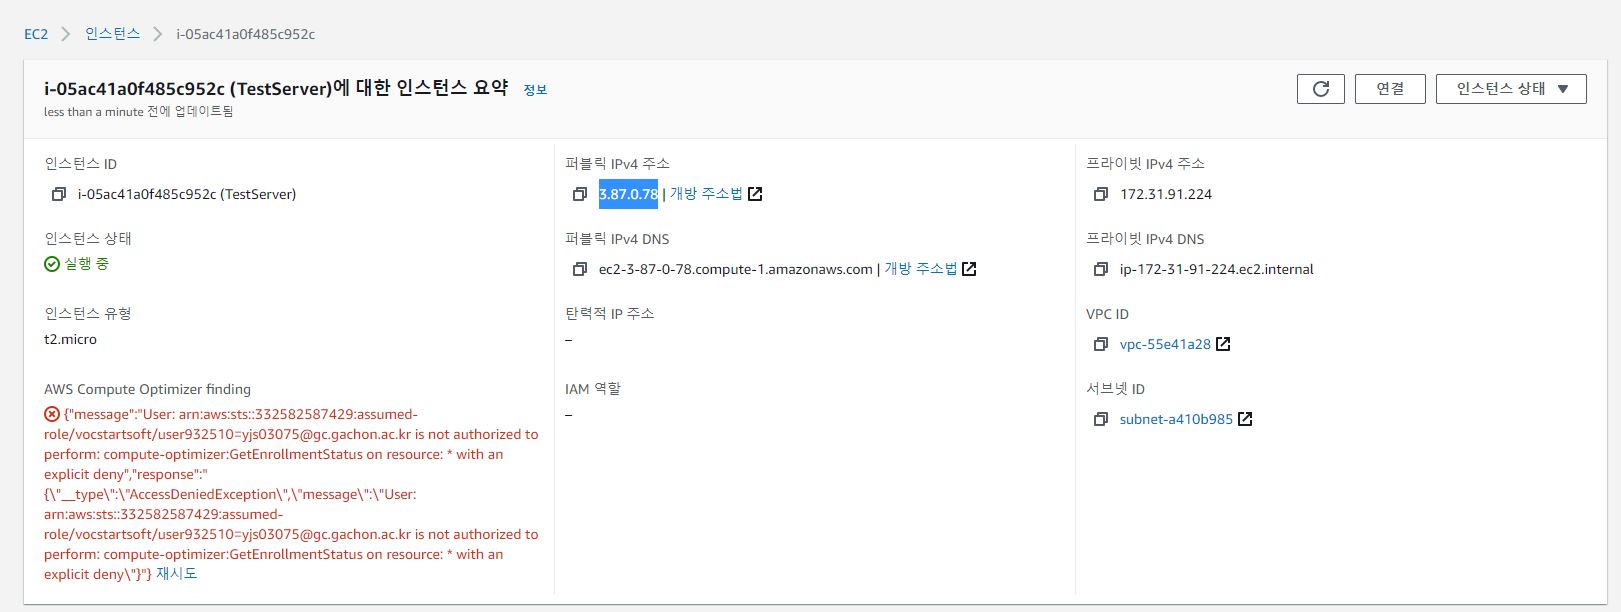 EC2 > 인스턴스 > i-05ac41a0f485c952c
i-05ac41a0f485c952c (TestServer)에 대한 인스턴스 요약 정보
less than a minute 전에 업데이트됨
연결
인스턴스 상태 ▼
인스턴스 ID
i-05ac41a0f485c952c (TestServer)
퍼블릭 IPv4 주소
3.87.0.78 | 개방 주소법
프라이빗 IPv4 주소
172.31.91.224
인스턴스 상태
실행 중
퍼블릭 IPv4 DNS
ec2-3-87-0-78.compute-1.amazonaws.com | 개방 주소법
프라이빗 IPv4 DNS
ip-172-31-91-224.ec2.internal
인스턴스 유형
t2.micro
탄력적 IP 주소
–
VPC ID
vpc-55e41a28
AWS Compute Optimizer finding
{"message":"User: arn:aws:sts::332582587429:assumed-
role/vocstartsoft/user932510=yjs03075@gc.gachon.ac.kr is not authorized to
perform: compute-optimizer:GetEnrollmentStatus on resource: * with an
explicit deny","response":"
{\"__type\":\"AccessDeniedException\",\"message\":\"User:
arn:aws:sts::332582587429:assumed-
role/vocstartsoft/user932510=yjs03075@gc.gachon.ac.kr is not authorized to
perform: compute-optimizer:GetEnrollmentStatus on resource: * with an
explicit deny\"}"} 재시도
IAM 역할
–
서브넷 ID
subnet-a410b985